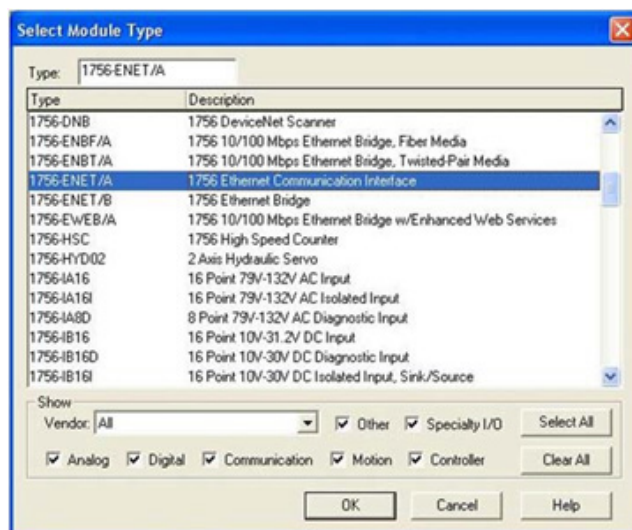 Select Module Type
Type: 1756-ENET/A
Type Description
1756-DNB 1756 DeviceNet Scanner
1756-ENBF/A 1756 10/100 Mbps Ethernet Bridge, Fiber Media
1756-ENBT/A 1756 10/100 Mbps Ethernet Bridge, Twisted-Pair Media
1756-ENET/A 1756 Ethernet Communication Interface
1756-ENET/B 1756 Ethernet Bridge
1756-EWEB/A 1756 10/100 Mbps Ethernet Bridge w/Enhanced Web Services
1756-HSC 1756 High Speed Counter
1756-HYD02 2 Axis Hydraulic Servo
1756-IA16 16 Point 79V-132V AC Input
1756-IA16I 16 Point 79V-132V AC Isolated Input
1756-IA8D 8 Point 79V-132V AC Diagnostic Input
1756-IB16 16 Point 10V-31.2V DC Input
1756-IB16D 16 Point 10V-30V DC Diagnostic Input
1756-IB16I 16 Point 10V-30V DC Isolated Input, Sink/Source
Show
Vendor: All Other Specialty I/O Select All
Analog Digital Communication Motion Controller Clear All
OK Cancel Help